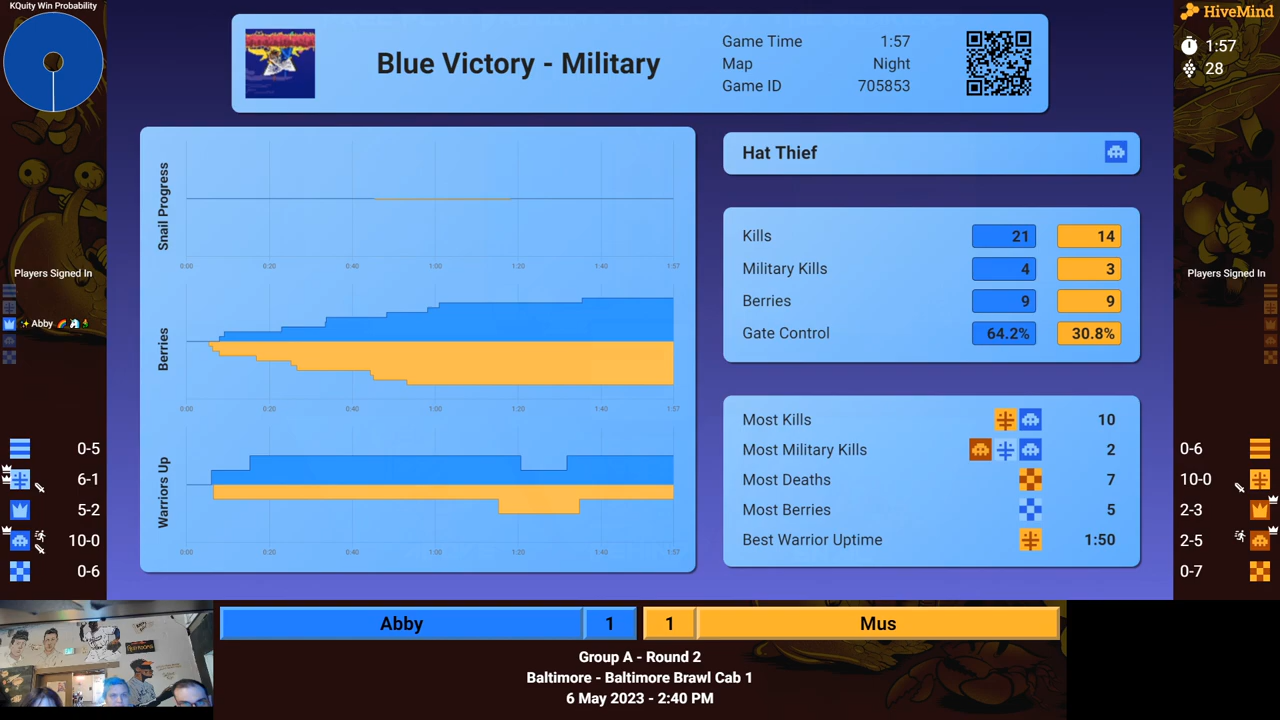 KQuity Win Probability
HiveMind
1:57
28
Blue Victory - Military
Game Time 1:57
Map Night
Game ID 705853
Hat Thief
Snail Progress
0:00 0:20 0:40 1:00 1:20 1:40 1:57
Berries
0:00 0:20 0:40 1:00 1:20 1:40 1:57
Warriors Up
0:00 0:20 0:40 1:00 1:20 1:40 1:57
Kills 21 14
Military Kills 4 3
Berries 9 9
Gate Control 64.2% 30.8%
Most Kills 10
Most Military Kills 2
Most Deaths 7
Most Berries 5
Best Warrior Uptime 1:50
Players Signed In
✨Abby 🌈🦄💃
0-5
6-1
5-2
10-0
0-6
Players Signed In
0-6
10-0
2-3
2-5
0-7
Abby 1 1 Mus
Group A - Round 2
Baltimore - Baltimore Brawl Cab 1
6 May 2023 - 2:40 PM